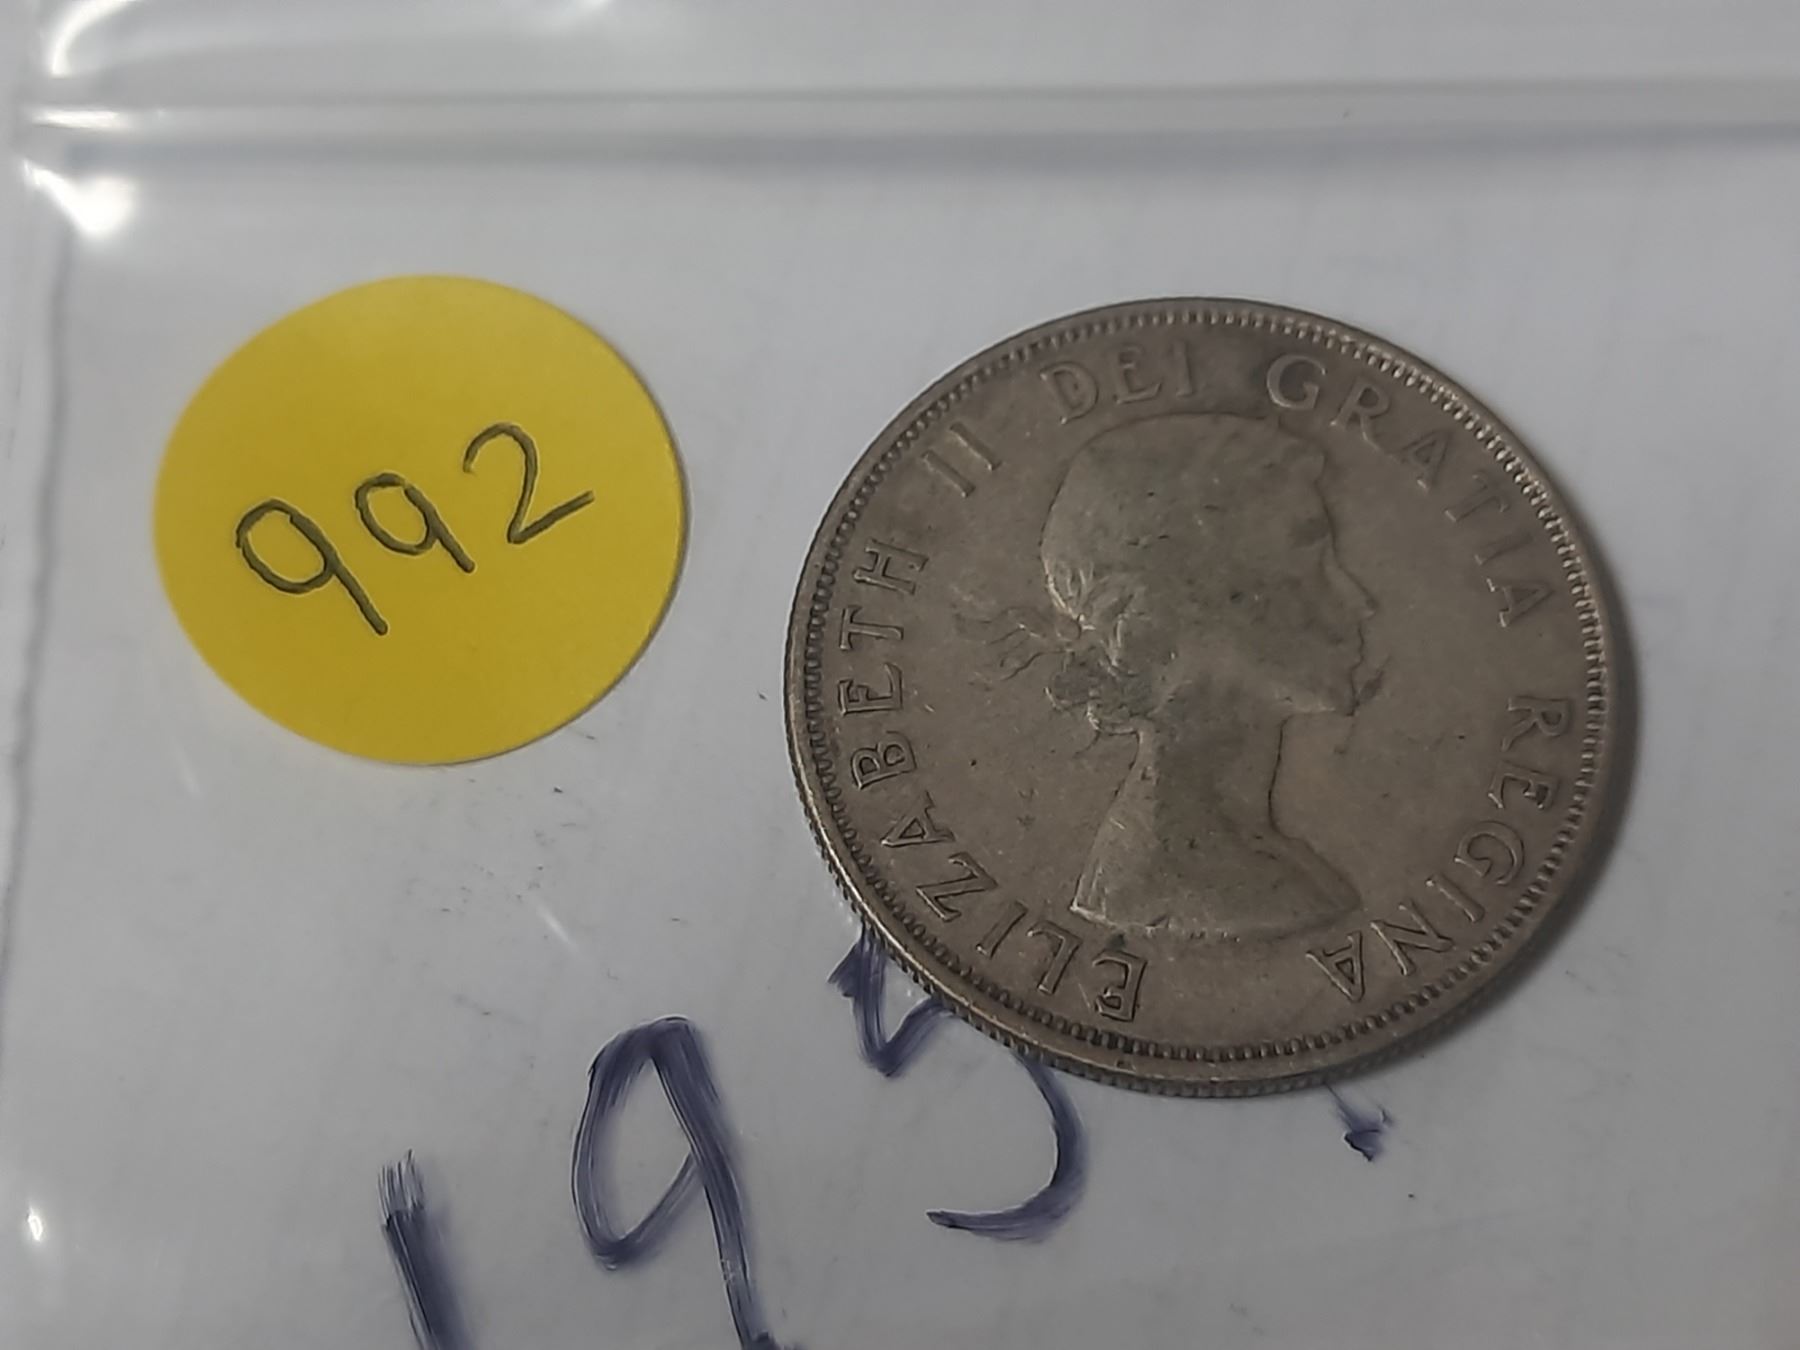 992
ELIZABETH II DEI GRATIA REGINA
195